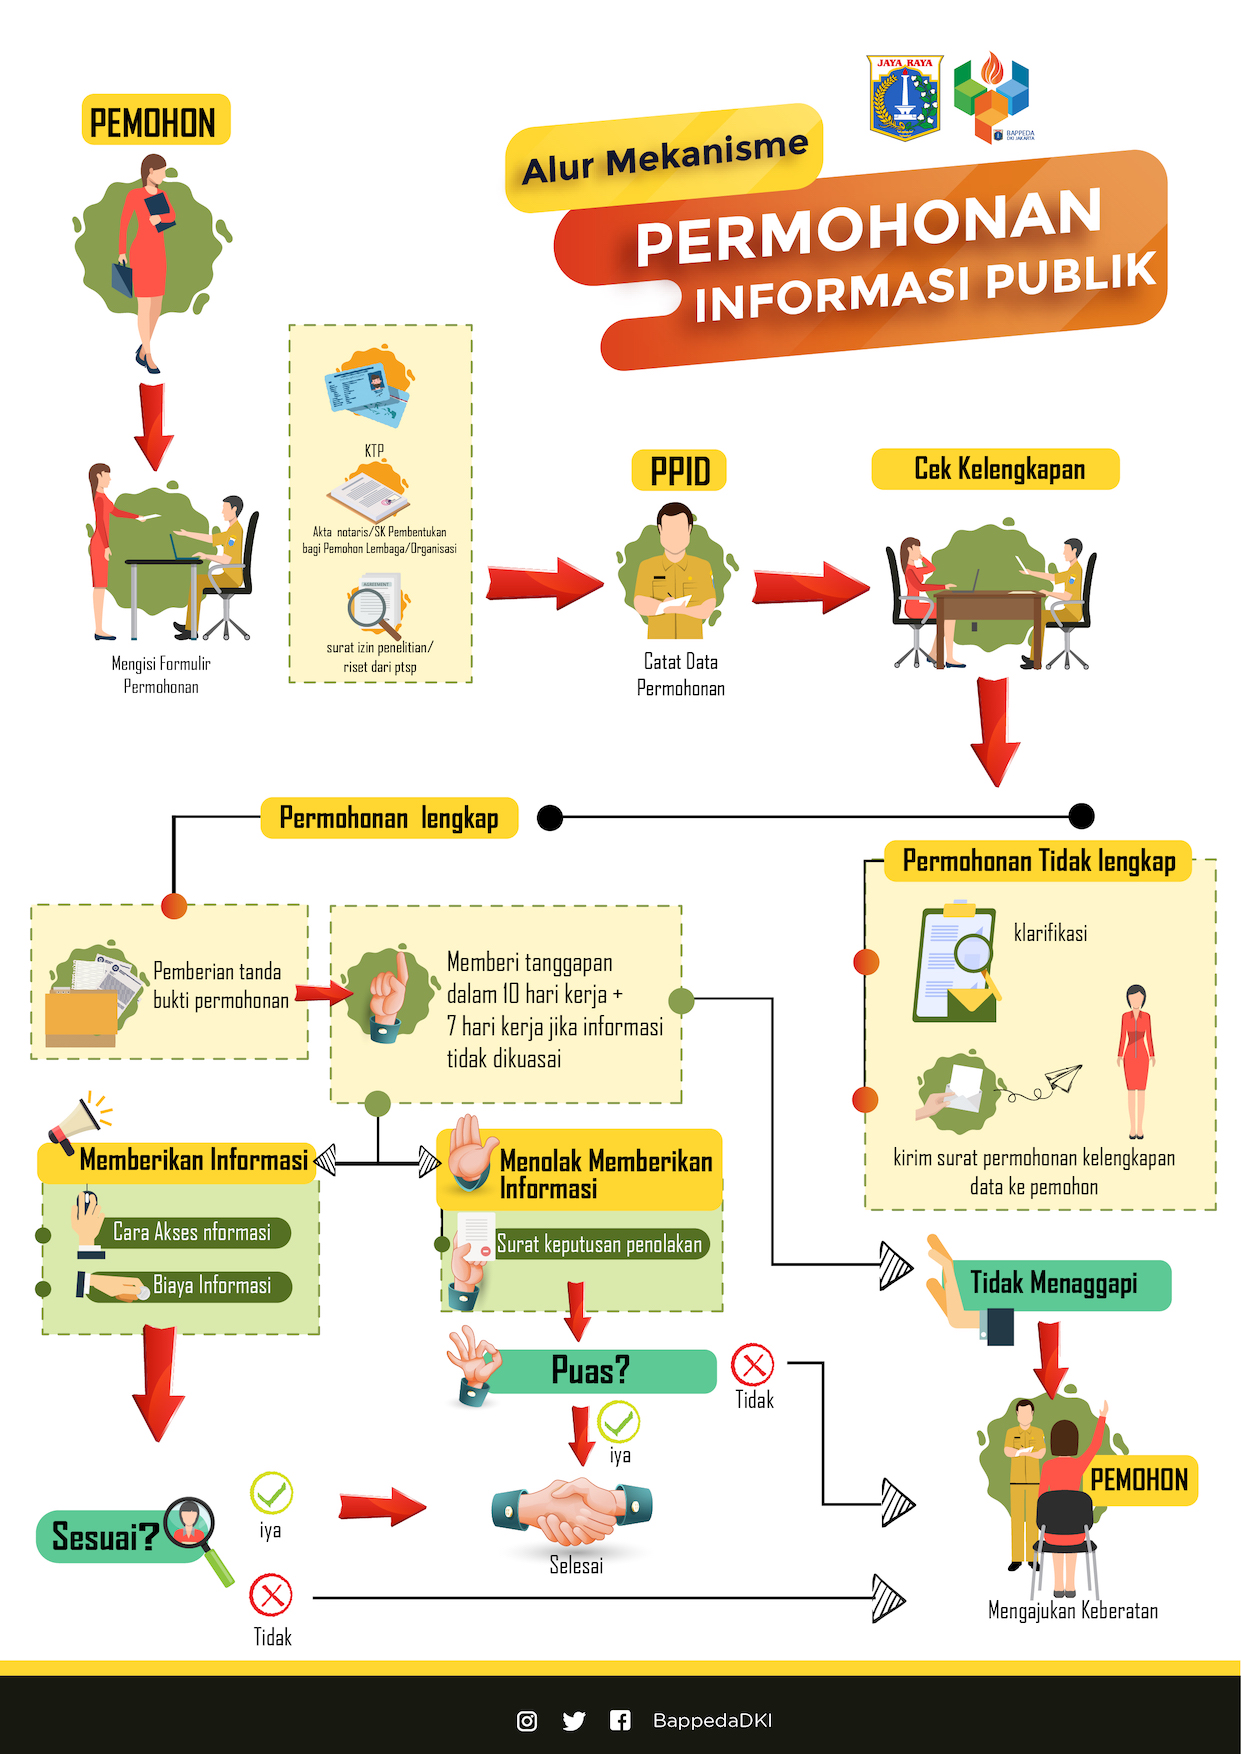 JAYA RAYA
BAPPEDA
DKI JAKARTA
Alur Mekanisme
PERMOHONAN
INFORMASI PUBLIK
PEMOHON
Mengisi Formulir
Permohonan
KTP
Akta notaris/SK Pembentukan
bagi Pemohon Lembaga/Organisasi
AGREEMENT
surat izin penelitian/
riset dari ptsp
PPID
Catat Data
Permohonan
Cek Kelengkapan
Permohonan lengkap
Permohonan Tidak lengkap
Pemberian tanda
bukti permohonan
Memberi tanggapan
dalam 10 hari kerja +
7 hari kerja jika informasi
tidak dikuasai
klarifikasi
kirim surat permohonan kelengkapan
data ke pemohon
Memberikan Informasi
Cara Akses nformasi
Biaya Informasi
Menolak Memberikan
Informasi
Surat keputusan penolakan
Tidak Menaggapi
Puas?
Tidak
iya
PEMOHON
Mengajukan Keberatan
Sesuai?
iya
Selesai
Tidak
BappedaDKI